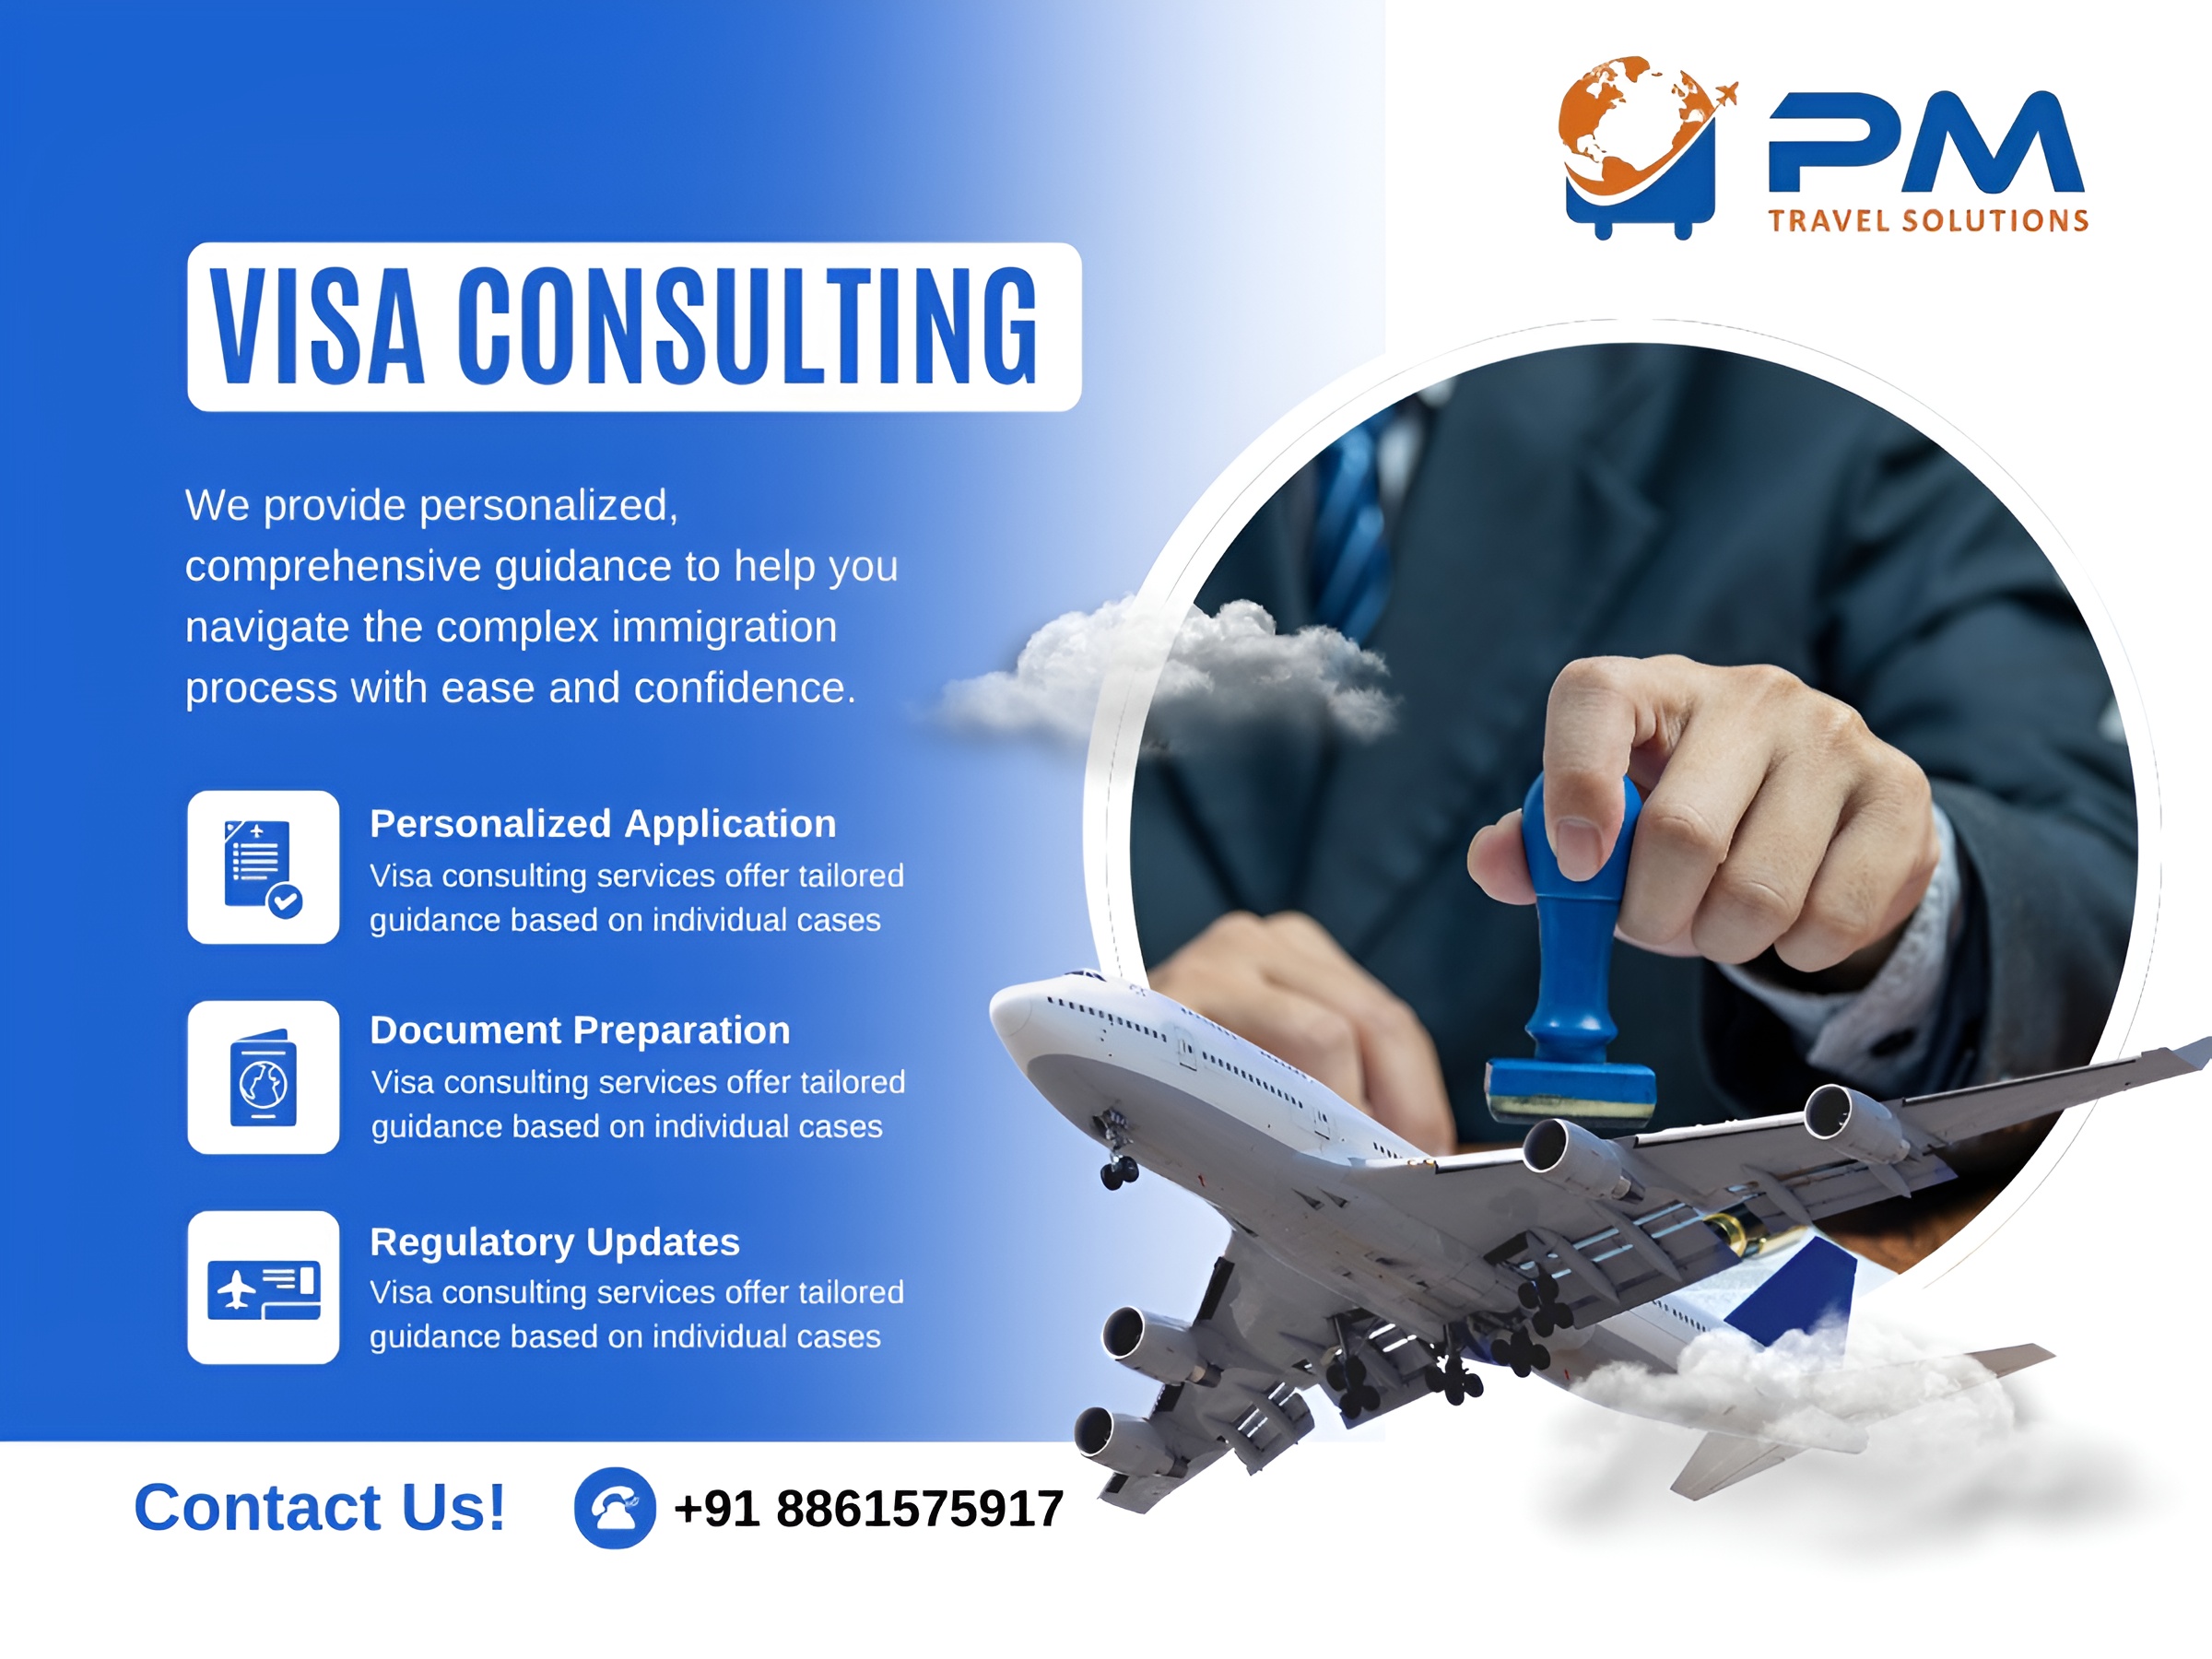 PM
TRAVEL SOLUTIONS
VISA CONSULTING
We provide personalized,
comprehensive guidance to help you
navigate the complex immigration
process with ease and confidence.
Personalized Application
Visa consulting services offer tailored
guidance based on individual cases
Document Preparation
Visa consulting services offer tailored
guidance based on individual cases
Regulatory Updates
Visa consulting services offer tailored
guidance based on individual cases
Contact Us!
+91 8861575917